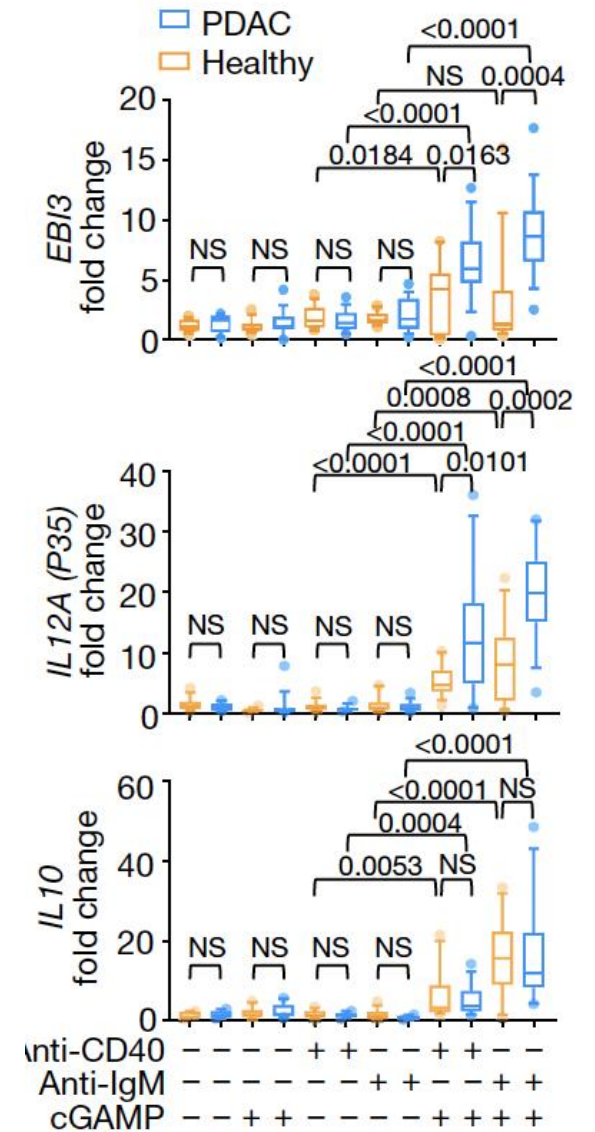 PDAC
Healthy
<0.0001
NS 0.0004
<0.0001
0.0184 0.0163
NS NS NS NS
EBI3
fold change
20
15
10
5
0
<0.0001
0.0008 0.0002
<0.0001
<0.0001 0.0101
NS NS NS NS
IL12A (P35)
fold change
40
30
20
10
0
<0.0001
<0.0001 NS
0.0004
0.0053 NS
NS NS NS NS
IL10
fold change
60
40
20
0
nti-CD40 – – – – + + – – + + – –
Anti-IgM – – – – – – + + – – + +
cGAMP – – + + – – – – + + + +